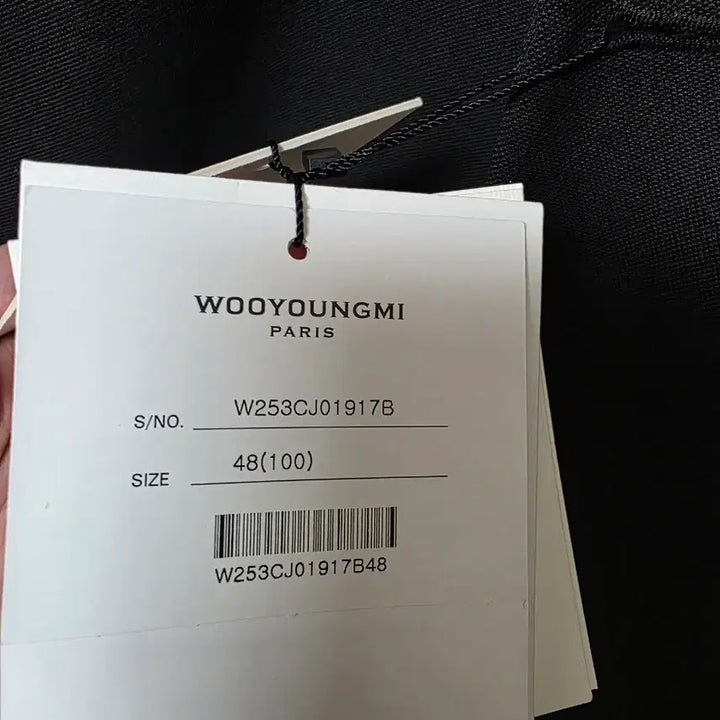 WOOYOUNGMI
PARIS
S/NO. W253CJ01917B
SIZE 48(100)
W253CJ01917B48